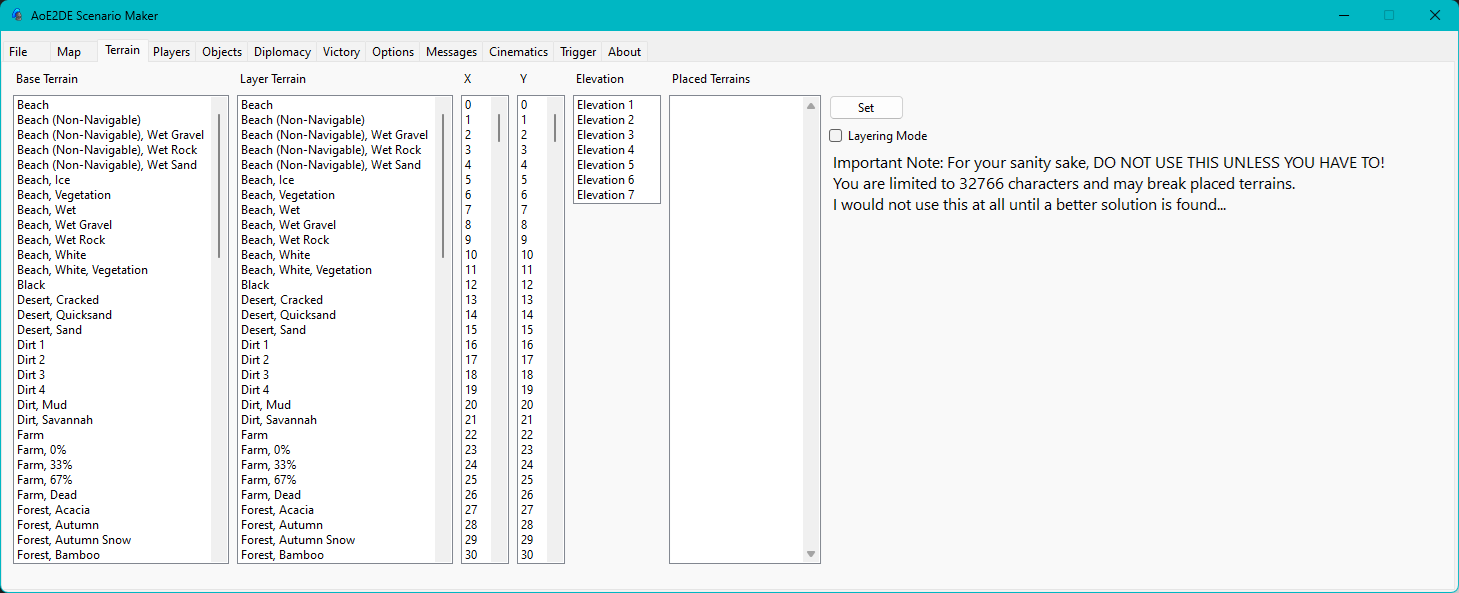 AoE2DE Scenario Maker
File Map Terrain Players Objects Diplomacy Victory Options Messages Cinematics Trigger About
Base Terrain
Beach
Beach (Non-Navigable)
Beach (Non-Navigable), Wet Gravel
Beach (Non-Navigable), Wet Rock
Beach (Non-Navigable), Wet Sand
Beach, Ice
Beach, Vegetation
Beach, Wet
Beach, Wet Gravel
Beach, Wet Rock
Beach, White
Beach, White, Vegetation
Black
Desert, Cracked
Desert, Quicksand
Desert, Sand
Dirt 1
Dirt 2
Dirt 3
Dirt 4
Dirt, Mud
Dirt, Savannah
Farm
Farm, 0%
Farm, 33%
Farm, 67%
Farm, Dead
Forest, Acacia
Forest, Autumn
Forest, Autumn Snow
Forest, Bamboo
Layer Terrain
Beach
Beach (Non-Navigable)
Beach (Non-Navigable), Wet Gravel
Beach (Non-Navigable), Wet Rock
Beach (Non-Navigable), Wet Sand
Beach, Ice
Beach, Vegetation
Beach, Wet
Beach, Wet Gravel
Beach, Wet Rock
Beach, White
Beach, White, Vegetation
Black
Desert, Cracked
Desert, Quicksand
Desert, Sand
Dirt 1
Dirt 2
Dirt 3
Dirt 4
Dirt, Mud
Dirt, Savannah
Farm
Farm, 0%
Farm, 33%
Farm, 67%
Farm, Dead
Forest, Acacia
Forest, Autumn
Forest, Autumn Snow
Forest, Bamboo
X
0
1
2
3
4
5
6
7
8
9
10
11
12
13
14
15
16
17
18
19
20
21
22
23
24
25
26
27
28
29
30
Y
0
1
2
3
4
5
6
7
8
9
10
11
12
13
14
15
16
17
18
19
20
21
22
23
24
25
26
27
28
29
30
Elevation
Elevation 1
Elevation 2
Elevation 3
Elevation 4
Elevation 5
Elevation 6
Elevation 7
Placed Terrains
Set
Layering Mode
Important Note: For your sanity sake, DO NOT USE THIS UNLESS YOU HAVE TO!
You are limited to 32766 characters and may break placed terrains.
I would not use this at all until a better solution is found...